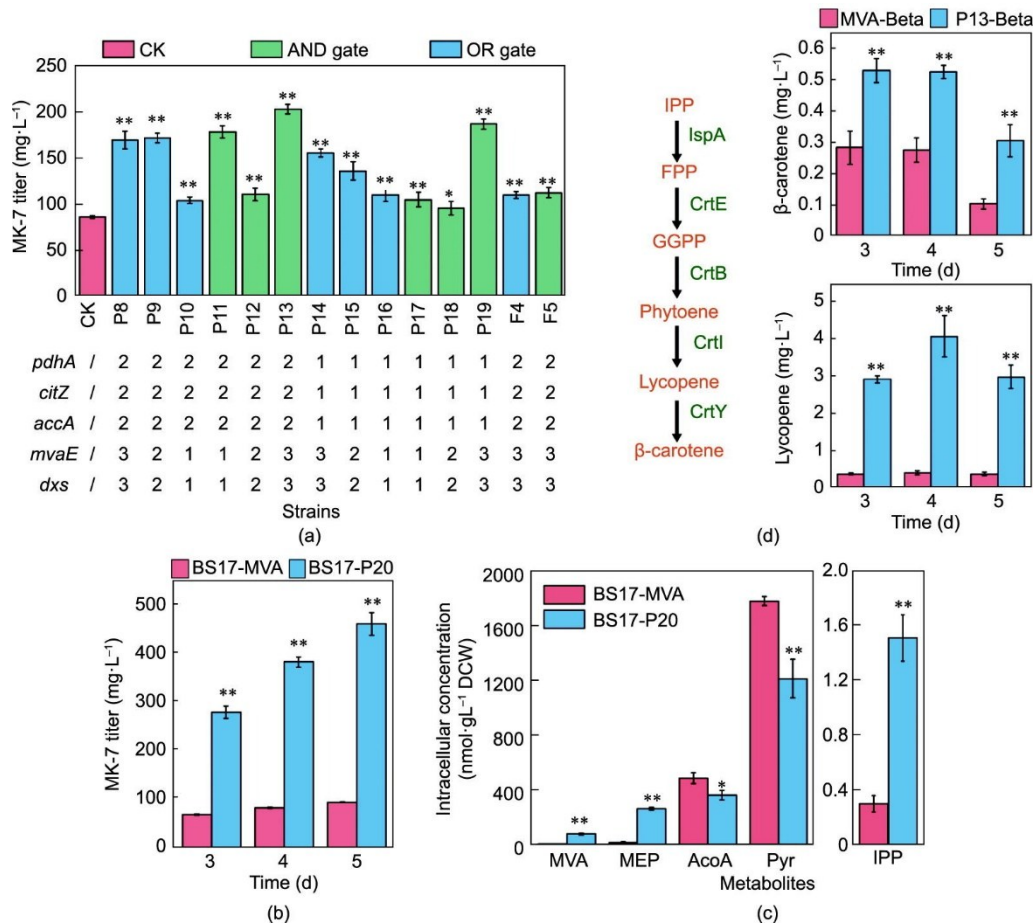 CK AND gate OR gate
MK-7 titer (mg·L⁻¹)
250
200
150
100
50
0
** ** ** ** ** ** ** ** ** ** * ** ** **
CK P8 P9 P10 P11 P12 P13 P14 P15 P16 P17 P18 P19 F4 F5
pdhA / 2 2 2 2 2 2 1 1 1 1 1 1 2 2
citZ / 2 2 2 2 2 2 1 1 1 1 1 1 2 2
accA / 2 2 2 2 2 2 1 1 1 1 1 1 2 2
mvaE / 3 2 1 1 2 3 3 2 1 1 2 3 3 3
dxs / 3 2 1 1 2 3 3 2 1 1 2 3 3 3
Strains
(a)
IPP
IspA
FPP
CrtE
GGPP
CrtB
Phytoene
CrtI
Lycopene
CrtY
β-carotene
MVA-Beta P13-Beta
β-carotene (mg·L⁻¹)
0.6
0.5
0.3
0.2
0.1
0
** ** **
3 4 5
Time (d)
Lycopene (mg·L⁻¹)
5
4
3
2
1
0
** ** **
3 4 5
Time (d)
(d)
BS17-MVA BS17-P20
MK-7 titer (mg·L⁻¹)
500
400
300
200
100
0
** ** **
3 4 5
Time (d)
(b)
BS17-MVA
BS17-P20
Intracellular concentration
(nmol·gL⁻¹ DCW)
2000
1600
1200
800
400
0
** ** * **
MVA MEP AcoA Pyr
2.0
1.6
1.2
0.8
0.4
0
**
IPP
Metabolites
(c)